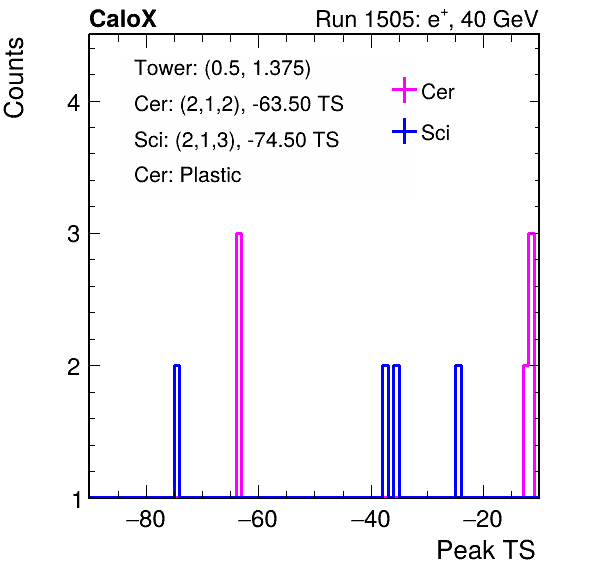 CaloX Run 1505: e⁺, 40 GeV
Counts
Tower: (0.5, 1.375)
Cer: (2,1,2), -63.50 TS
Sci: (2,1,3), -74.50 TS
Cer: Plastic
Cer
Sci
4
3
2
1
−80 −60 −40 −20
Peak TS